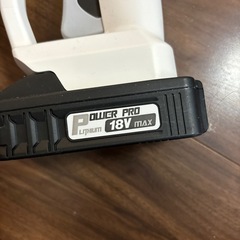 POWER PRO
P LITHIUM 18V MAX